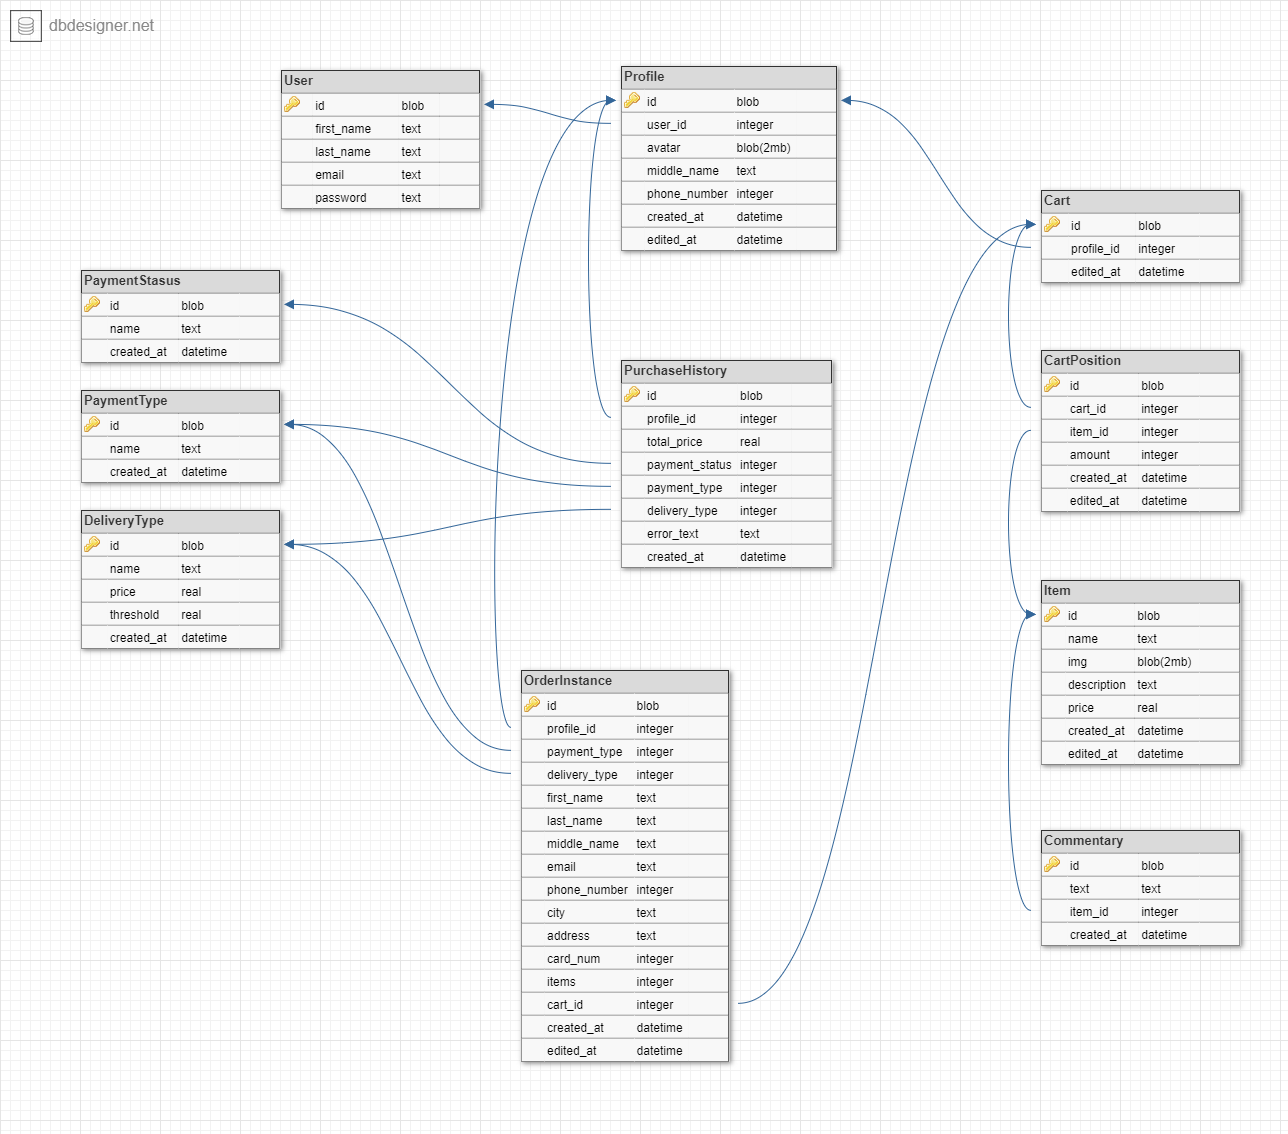 dbdesigner.net
User
id blob
first_name text
last_name text
email text
password text
Profile
id blob
user_id integer
avatar blob(2mb)
middle_name text
phone_number integer
created_at datetime
edited_at datetime
Cart
id blob
profile_id integer
edited_at datetime
PaymentStasus
id blob
name text
created_at datetime
PaymentType
id blob
name text
created_at datetime
DeliveryType
id blob
name text
price real
threshold real
created_at datetime
PurchaseHistory
id blob
profile_id integer
total_price real
payment_status integer
payment_type integer
delivery_type integer
error_text text
created_at datetime
CartPosition
id blob
cart_id integer
item_id integer
amount integer
created_at datetime
edited_at datetime
Item
id blob
name text
img blob(2mb)
description text
price real
created_at datetime
edited_at datetime
OrderInstance
id blob
profile_id integer
payment_type integer
delivery_type integer
first_name text
last_name text
middle_name text
email text
phone_number integer
city text
address text
card_num integer
items integer
cart_id integer
created_at datetime
edited_at datetime
Commentary
id blob
text text
item_id integer
created_at datetime